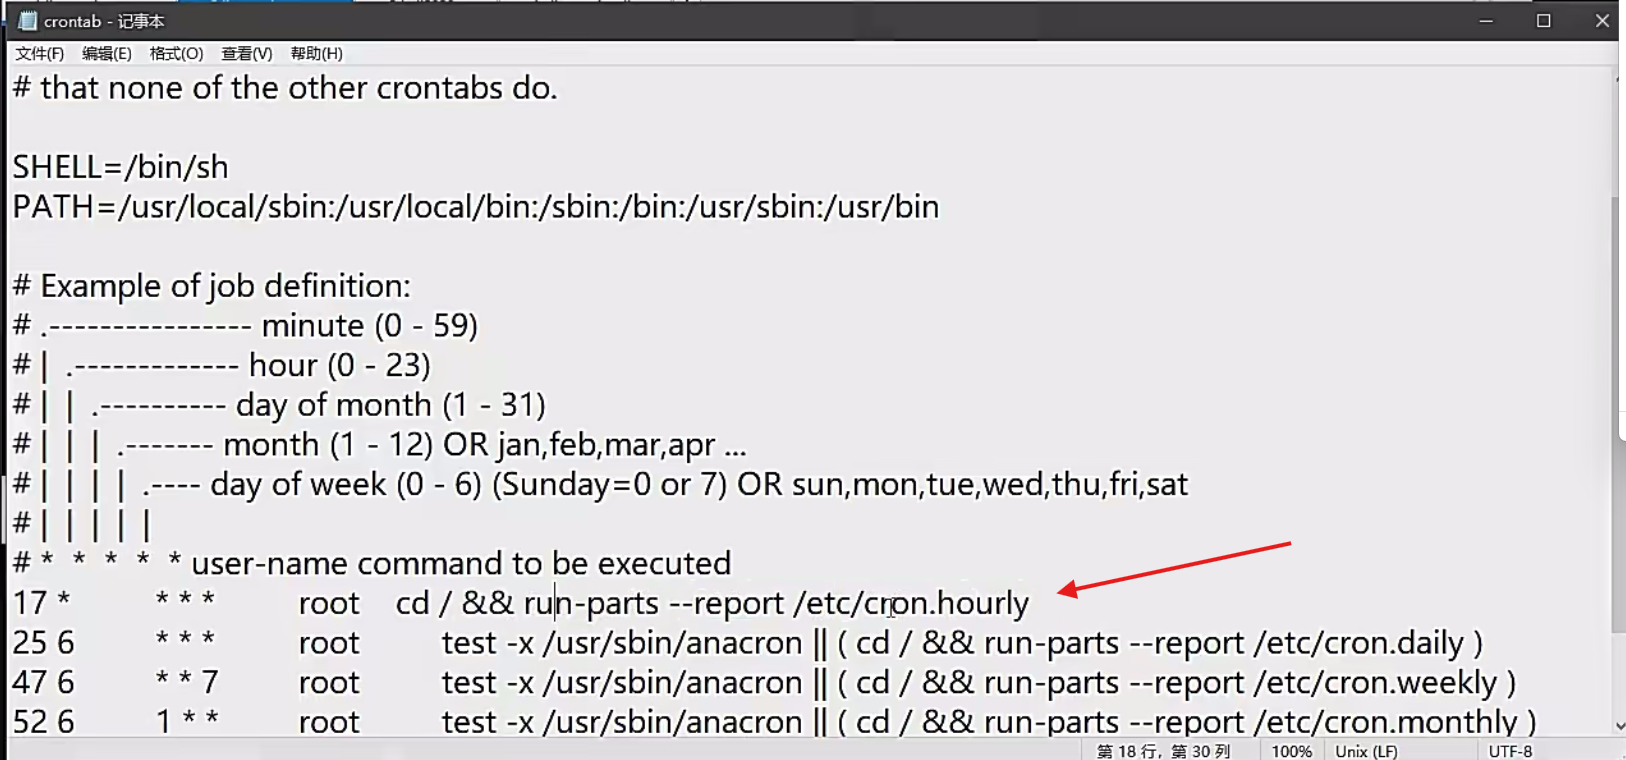 crontab - 记事本
文件(F) 编辑(E) 格式(O) 查看(V) 帮助(H)
# that none of the other crontabs do.
SHELL=/bin/sh
PATH=/usr/local/sbin:/usr/local/bin:/sbin:/bin:/usr/sbin:/usr/bin
# Example of job definition:
# .---------------- minute (0 - 59)
# | .------------- hour (0 - 23)
# | | .---------- day of month (1 - 31)
# | | | .------- month (1 - 12) OR jan,feb,mar,apr ...
# | | | | .---- day of week (0 - 6) (Sunday=0 or 7) OR sun,mon,tue,wed,thu,fri,sat
# | | | | |
# * * * * * user-name command to be executed
17 * * * * root cd / && run-parts --report /etc/cron.hourly
25 6 * * * root test -x /usr/sbin/anacron || ( cd / && run-parts --report /etc/cron.daily )
47 6 * * 7 root test -x /usr/sbin/anacron || ( cd / && run-parts --report /etc/cron.weekly )
52 6 1 * * root test -x /usr/sbin/anacron || ( cd / && run-parts --report /etc/cron.monthly )
第 18 行，第 30 列 100% Unix (LF) UTF-8